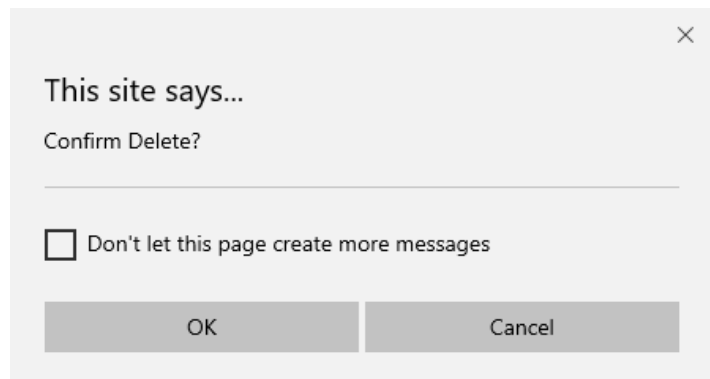 This site says...
Confirm Delete?
Don't let this page create more messages
OK
Cancel